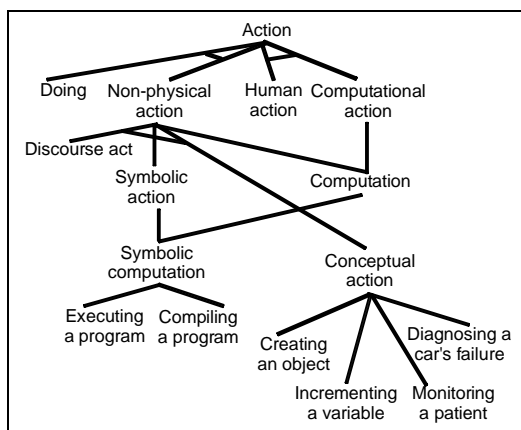 Action
Doing
Non-physical
action
Human
action
Computational
action
Discourse act
Symbolic
action
Computation
Symbolic
computation
Conceptual
action
Executing
a program
Compiling
a program
Creating
an object
Diagnosing a
car's failure
Incrementing
a variable
Monitoring
a patient